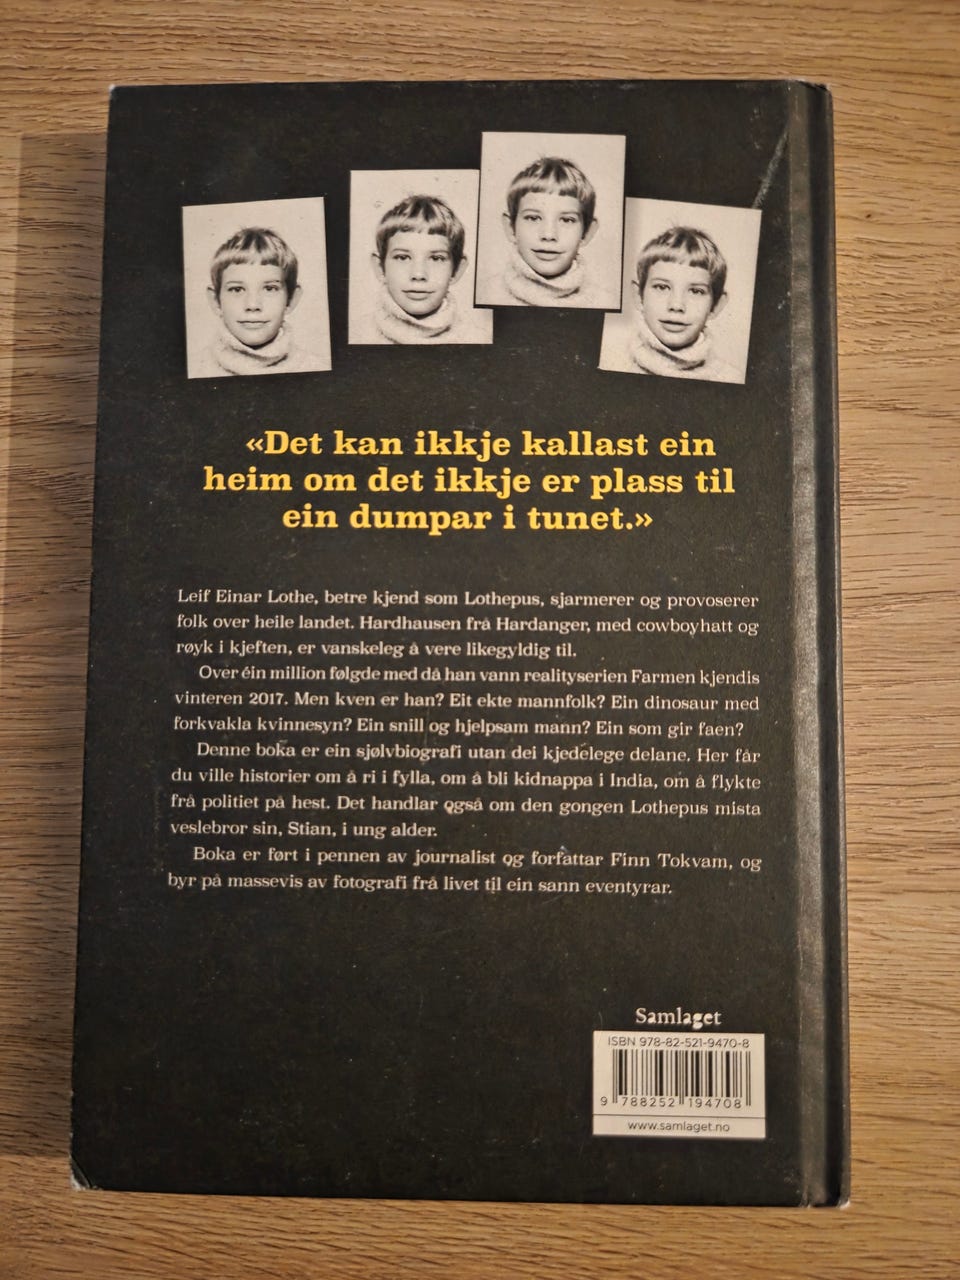 «Det kan ikkje kallast ein
heim om det ikkje er plass til
ein dumpar i tunet.»
Leif Einar Lothe, betre kjend som Lothepus, sjarmerer og provoserer
folk over heile landet. Hardhausen frå Hardanger, med cowboyhatt og
røyk i kjeften, er vanskeleg å vere likegyldig til.
Over éin million følgde med då han vann realityserien Farmen kjendis
vinteren 2017. Men kven er han? Eit ekte mannfolk? Ein dinosaur med
forkvakla kvinnesyn? Ein snill og hjelpsam mann? Ein som gir faen?
Denne boka er ein sjølvbiografi utan dei kjedelege delane. Her får
du ville historier om å ri i fylla, om å bli kidnappa i India, om å flykte
frå politiet på hest. Det handlar også om den gongen Lothepus mista
veslebror sin, Stian, i ung alder.
Boka er ført i pennen av journalist og forfattar Finn Tokvam, og
byr på massevis av fotografi frå livet til ein sann eventyrar.
Samlaget
ISBN 978-82-521-9470-8
9 788252 194708
www.samlaget.no